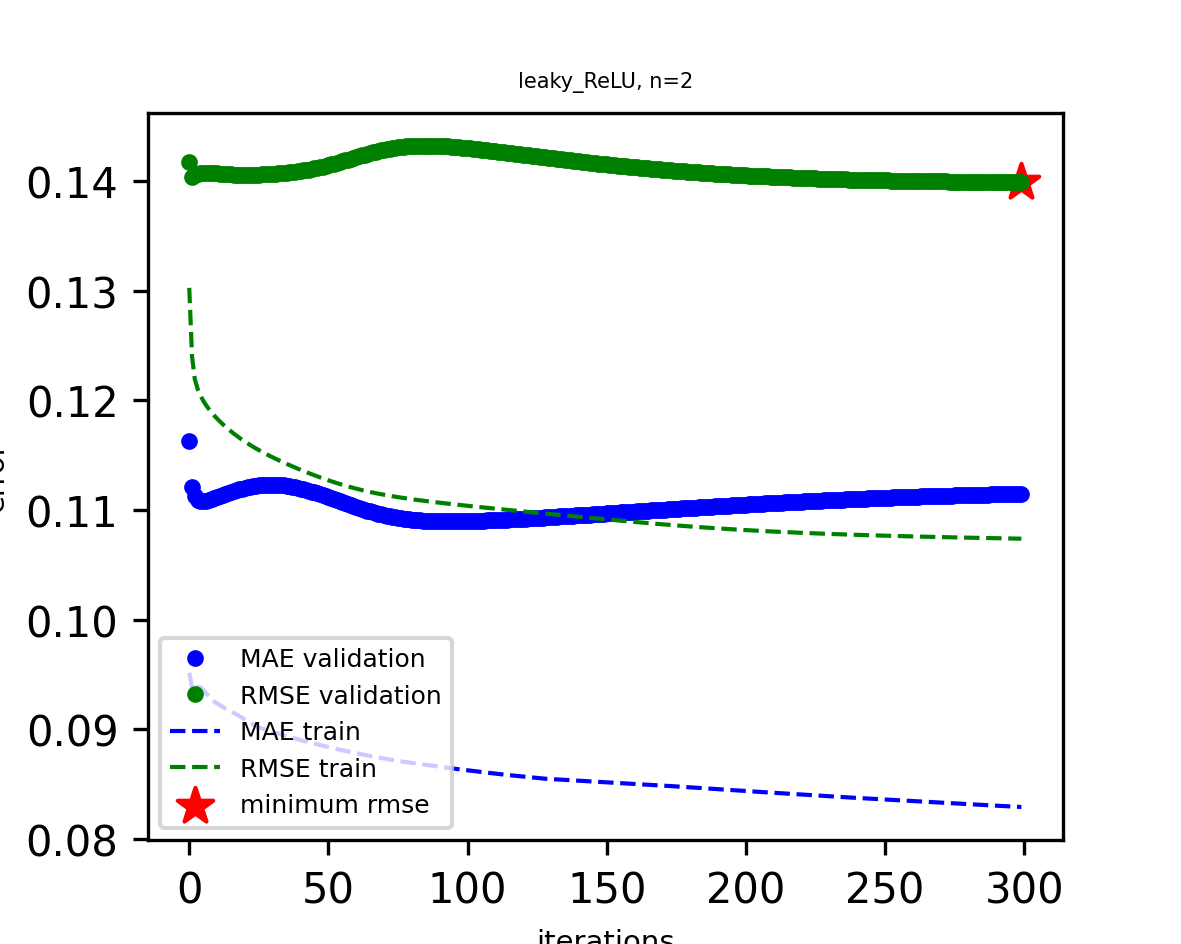 leaky_ReLU, n=2
0.14
0.13
0.12
0.11
0.10
0.09
0.08
MAE validation
RMSE validation
MAE train
RMSE train
minimum rmse
0 50 100 150 200 250 300
iterations